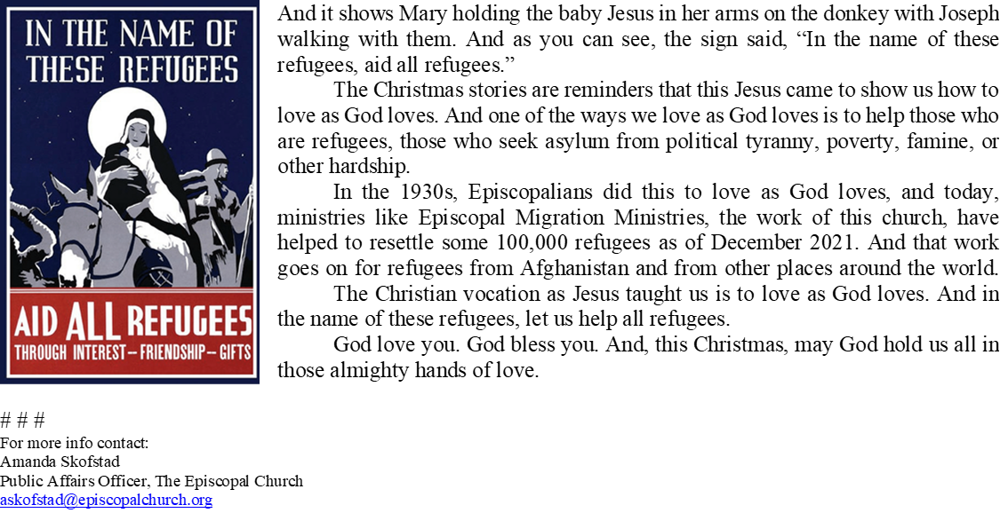 IN THE NAME OF
THESE REFUGEES
AID ALL REFUGEES
THROUGH INTEREST – FRIENDSHIP – GIFTS
And it shows Mary holding the baby Jesus in her arms on the donkey with Joseph
walking with them. And as you can see, the sign said, “In the name of these
refugees, aid all refugees.”
The Christmas stories are reminders that this Jesus came to show us how to
love as God loves. And one of the ways we love as God loves is to help those who
are refugees, those who seek asylum from political tyranny, poverty, famine, or
other hardship.
In the 1930s, Episcopalians did this to love as God loves, and today,
ministries like Episcopal Migration Ministries, the work of this church, have
helped to resettle some 100,000 refugees as of December 2021. And that work
goes on for refugees from Afghanistan and from other places around the world.
The Christian vocation as Jesus taught us is to love as God loves. And in
the name of these refugees, let us help all refugees.
God love you. God bless you. And, this Christmas, may God hold us all in
those almighty hands of love.
# # #
For more info contact:
Amanda Skofstad
Public Affairs Officer, The Episcopal Church
askofstad@episcopalchurch.org